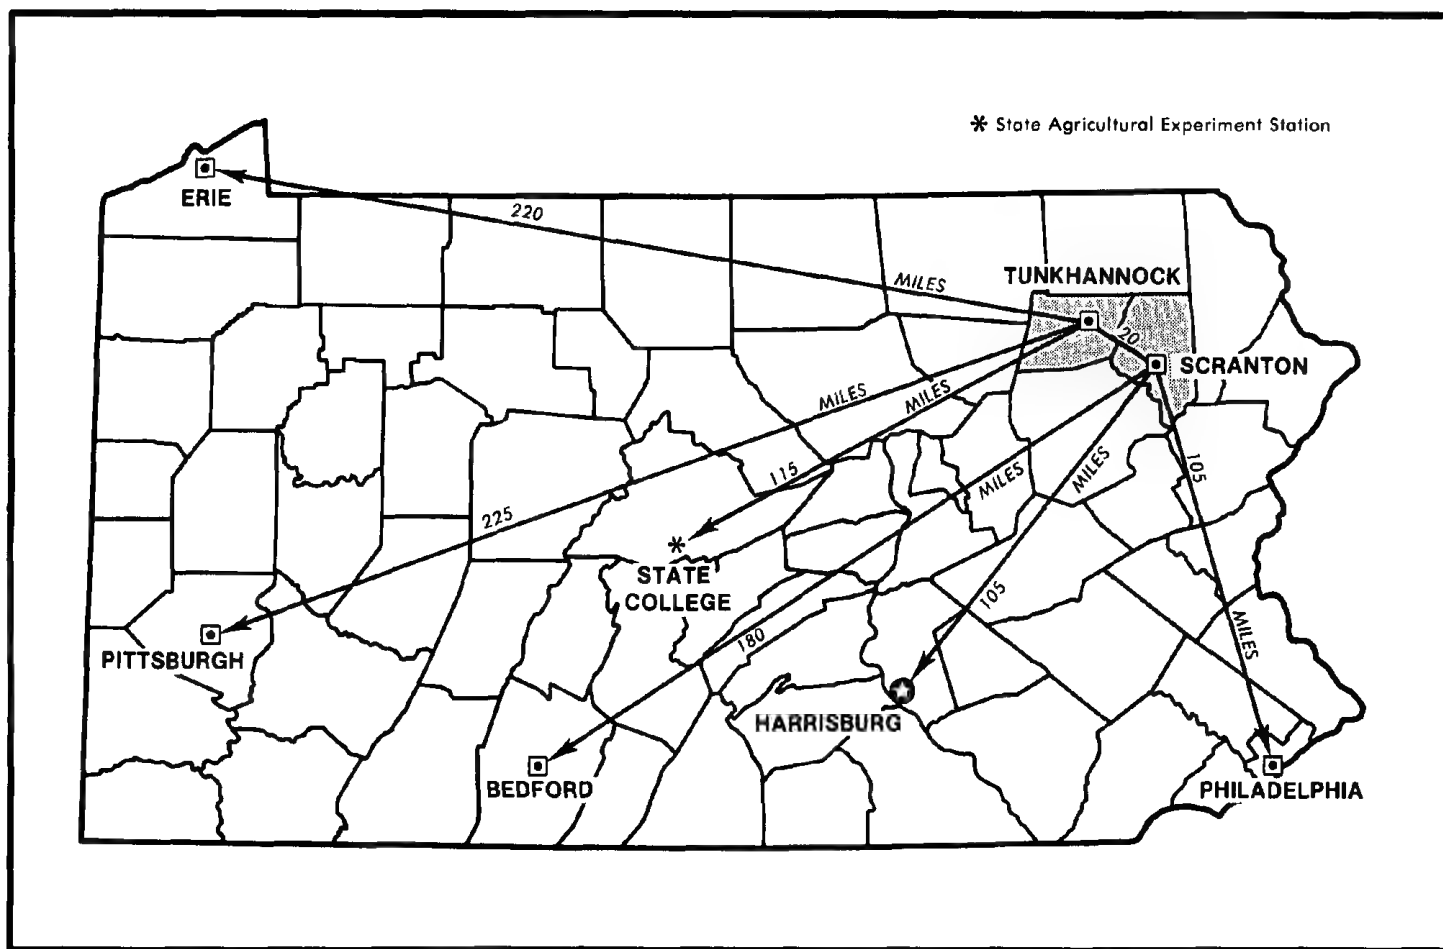 * State Agricultural Experiment Station
ERIE
220
MILES
TUNKHANNOCK
20
SCRANTON
MILES
MILES
115
MILES
MILES
105
225
STATE
COLLEGE
105
MILES
180
PITTSBURGH
HARRISBURG
BEDFORD
PHILADELPHIA